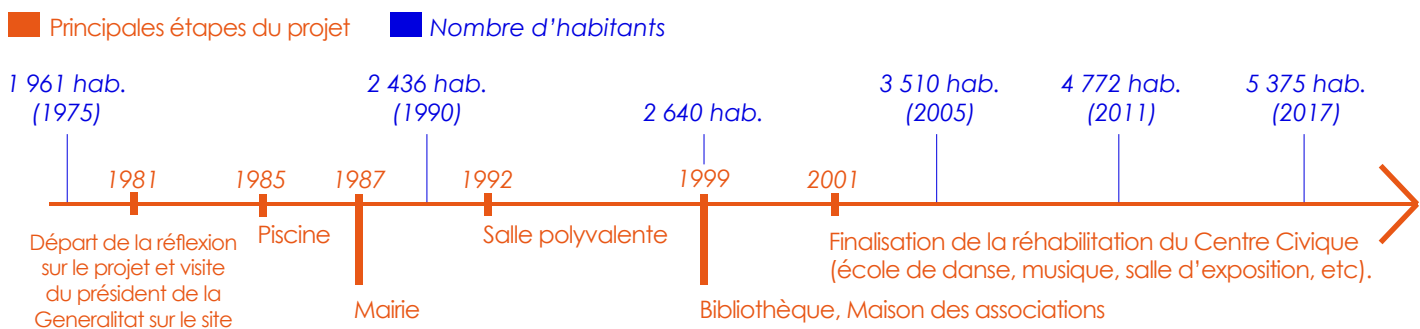 Principales étapes du projet
Nombre d'habitants
1 961 hab.
(1975)
2 436 hab.
(1990)
2 640 hab.
3 510 hab.
(2005)
4 772 hab.
(2011)
5 375 hab.
(2017)
1981
1985
1987
1992
1999
2001
Départ de la réflexion
sur le projet et visite
du président de la
Generalitat sur le site
Piscine
Mairie
Salle polyvalente
Bibliothèque, Maison des associations
Finalisation de la réhabilitation du Centre Civique
(école de danse, musique, salle d'exposition, etc).